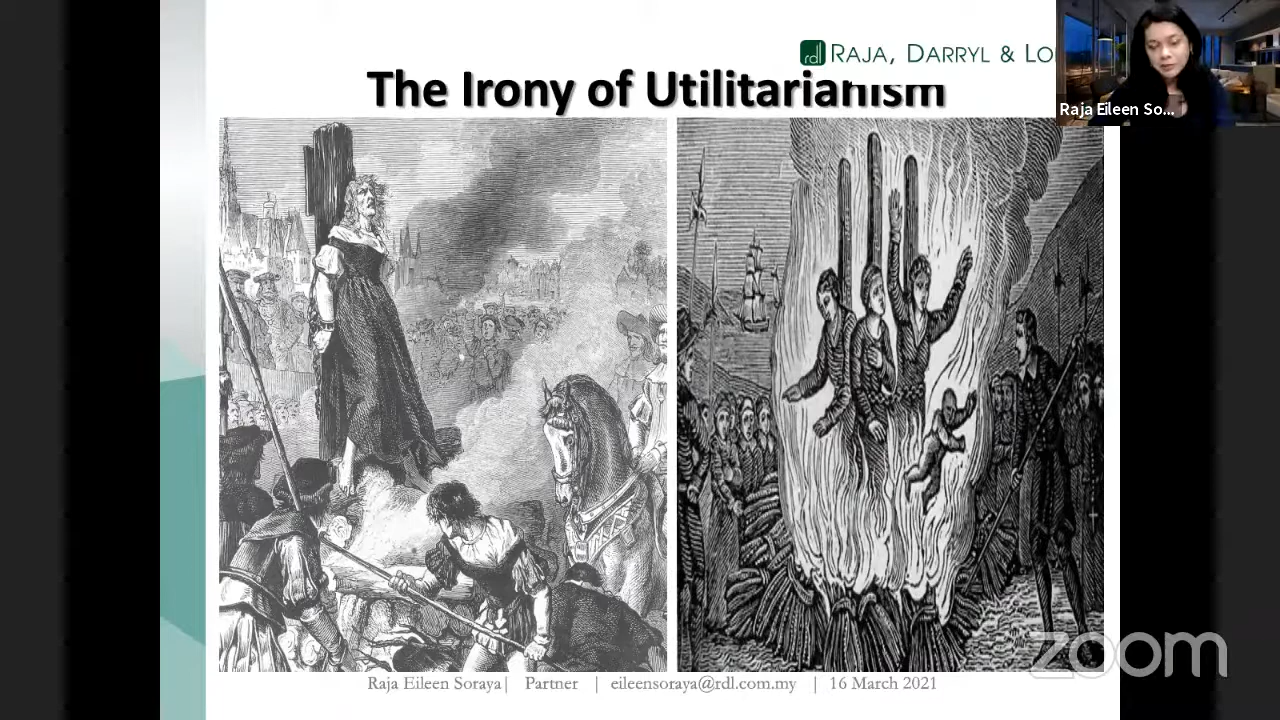 rdl RAJA, DARRYL & LO
The Irony of Utilitarianism
Raja Eileen So...
Raja Eileen Soraya| Partner | eileensoraya@rdl.com.my | 16 March 2021
zoom